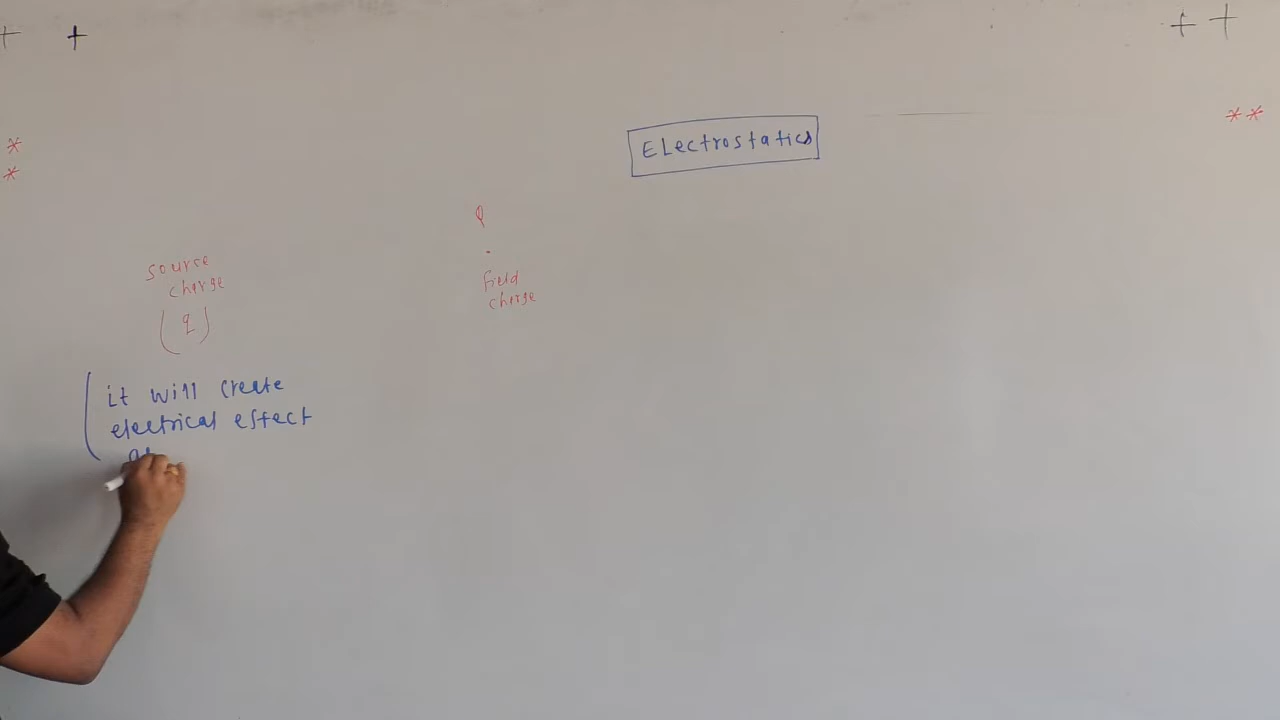 + +
+ +
* *
*
*
Electrostatics
source
charge
(q)
field
charge
(it will create
electrical effect